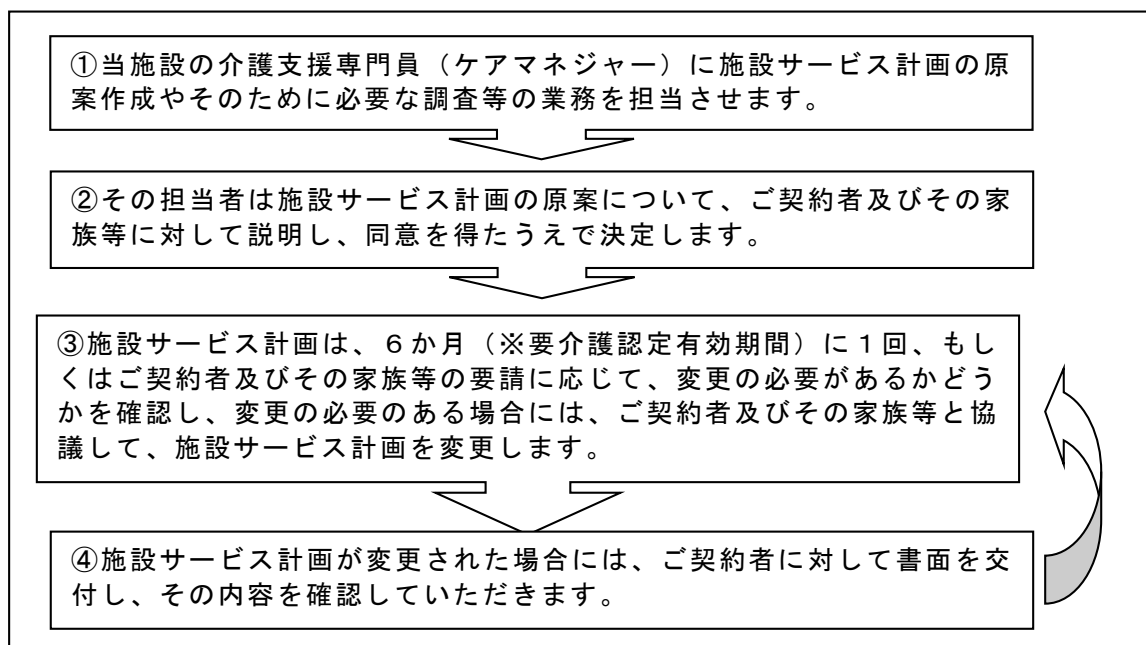 ①当施設の介護支援専門員（ケアマネジャー）に施設サービス計画の原
案作成やそのために必要な調査等の業務を担当させます。
②その担当者は施設サービス計画の原案について、ご契約者及びその家
族等に対して説明し、同意を得たうえで決定します。
③施設サービス計画は、６か月（※要介護認定有効期間）に１回、もし
くはご契約者及びその家族等の要請に応じて、変更の必要があるかどう
かを確認し、変更の必要のある場合には、ご契約者及びその家族等と協
議して、施設サービス計画を変更します。
④施設サービス計画が変更された場合には、ご契約者に対して書面を交
付し、その内容を確認していただきます。